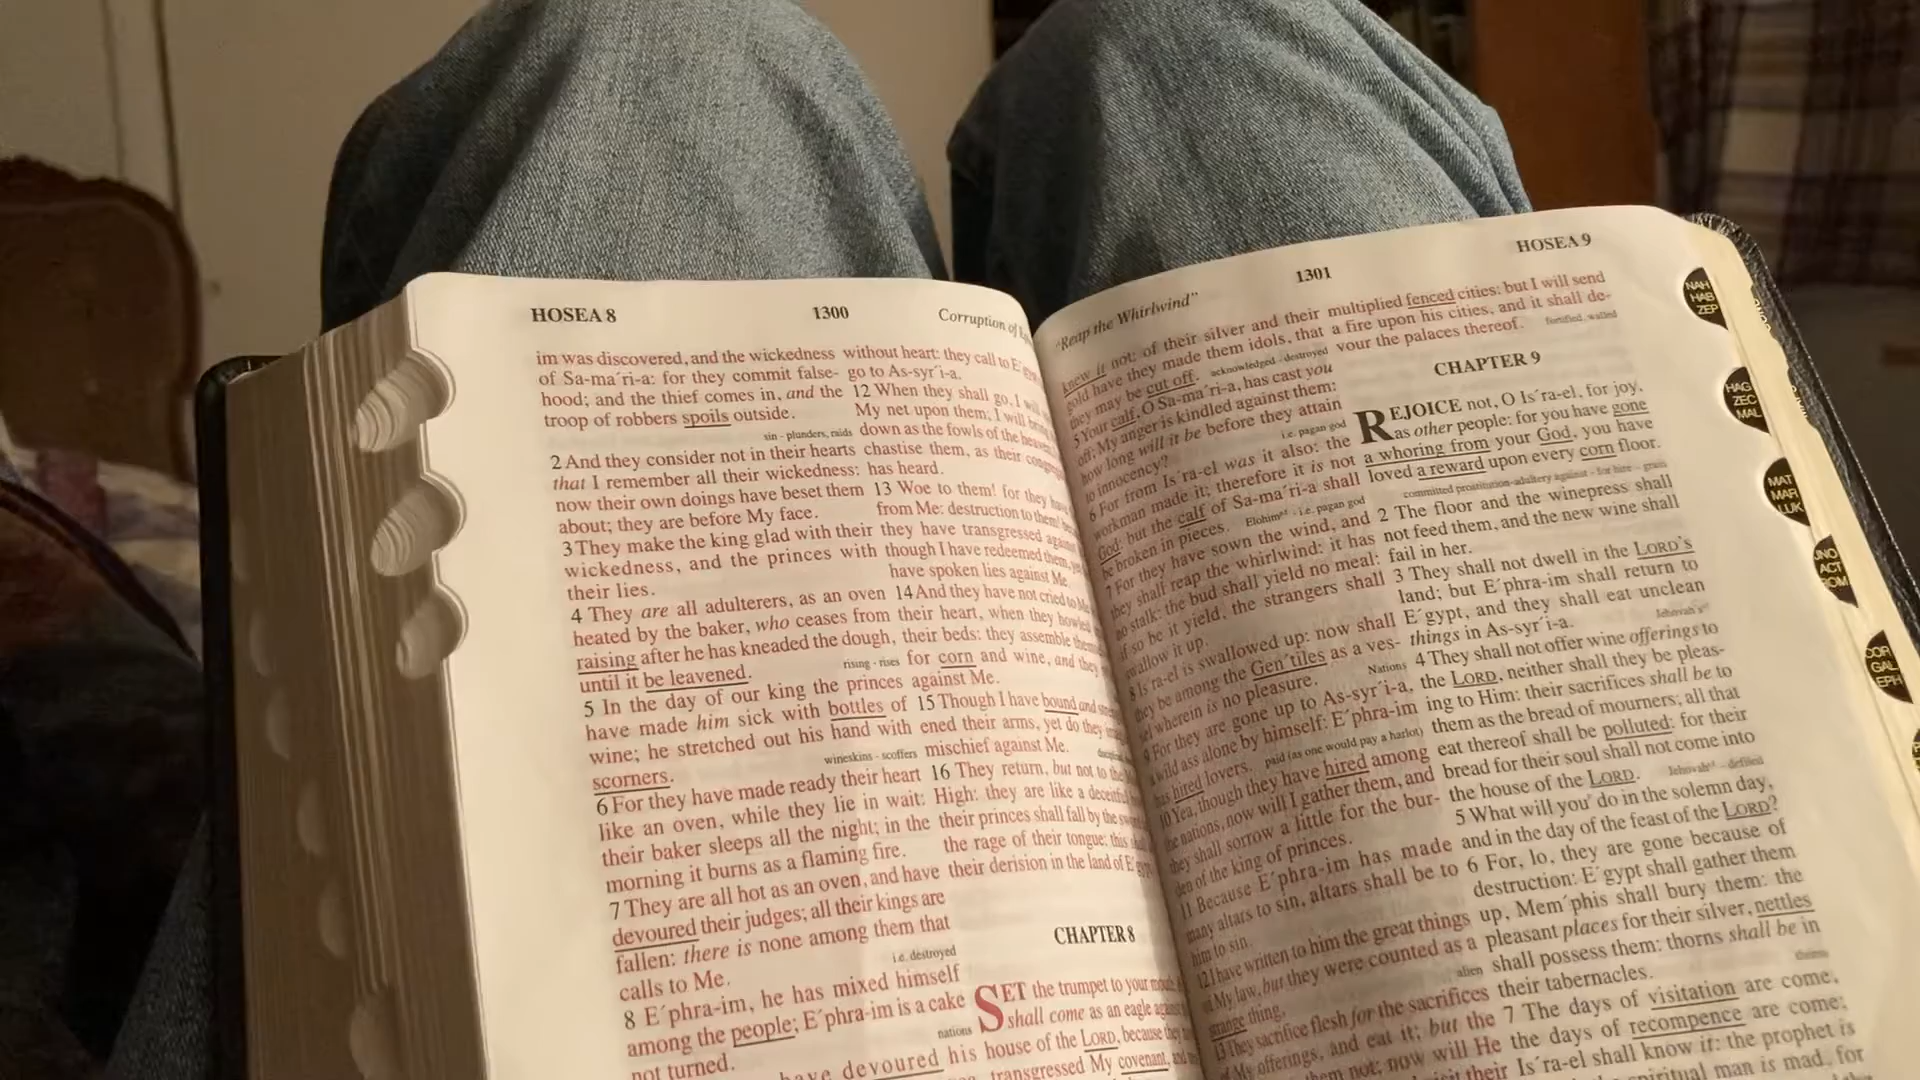 HOSEA 8
1300
Corruption of
im was discovered, and the wickedness
of Sa-ma´ri-a: for they commit false-
hood; and the thief comes in, and the
troop of robbers spoils outside.
sin - plunders, raids
2 And they consider not in their hearts
that I remember all their wickedness:
now their own doings have beset them
about; they are before My face.
3 They make the king glad with their
wickedness, and the princes with
their lies.
4 They are all adulterers, as an oven
heated by the baker, who ceases from
raising after he has kneaded the dough,
until it be leavened.
rising - rises
5 In the day of our king the princes
have made him sick with bottles of
wine; he stretched out his hand with
scorners.
wineskins - scoffers
6 For they have made ready their heart
like an oven, while they lie in wait:
their baker sleeps all the night; in the
morning it burns as a flaming fire.
7 They are all hot as an oven, and have
devoured their judges; all their kings are
fallen: there is none among them that
calls to Me.
i.e. destroyed
8 E´phra-im, he has mixed himself
among the people; E´phra-im is a cake
not turned.
nations
have devoured
without heart: they call to
go to As-syr´i-a.
12 When they shall go, I
My net upon them; I will
down as the fowls of the
chastise them, as their
has heard.
13 Woe to them! for they
from Me: destruction to them!
they have transgressed against
though I have redeemed them,
have spoken lies against Me.
14 And they have not cried to
their heart, when they
their beds: they assemble
for corn and wine, and they
against Me.
15 Though I have bound and
ened their arms, yet do they
mischief against Me.
16 They return, but not to the
High: they are like a deceitful
their princes shall fall by the
the rage of their tongue: this
their derision in the land of
CHAPTER 8
SET the trumpet to your
shall come as an eagle
his house of the LORD, because they
transgressed My covenant, and
"Reap the Whirlwind"
1301
HOSEA 9
knew it not: of their silver and their
gold have they made them idols, that
they may be cut off.
acknowledged - destroyed
5 Your calf, O Sa-ma´ri-a, has cast you
off; My anger is kindled against them:
how long will it be before they attain
to innocency?
i.e. pagan god
6 For from Is´ra-el was it also: the
workman made it; therefore it is not
God: but the calf of Sa-ma´ri-a shall
be broken in pieces.
Elohim - i.e. pagan god
7 For they have sown the wind, and
they shall reap the whirlwind: it has
no stalk: the bud shall yield no meal:
if so be it yield, the strangers shall
swallow it up.
8 Is´ra-el is swallowed up: now shall
they be among the Gen´tiles as a ves-
sel wherein is no pleasure.
Nations
9 For they are gone up to As-syr´i-a,
a wild ass alone by himself: E´phra-im
has hired lovers.
paid (as one would pay a harlot)
10 Yea, though they have hired among
the nations, now will I gather them, and
they shall sorrow a little for the bur-
den of the king of princes.
11 Because E´phra-im has made
many altars to sin, altars shall be to
him to sin.
12 I have written to him the great things
of My law, but they were counted as a
strange thing.
alien
13 They sacrifice flesh for the sacrifices
of My offerings, and eat it; but the
them not; now will He
visit their
multiplied fenced cities: but I will send
a fire upon his cities, and it shall de-
vour the palaces thereof.
fortified, walled
CHAPTER 9
REJOICE not, O Is´ra-el, for joy,
as other people: for you have gone
a whoring from your God, you have
loved a reward upon every corn floor.
committed prostitution-adultery against - for hire - grain
2 The floor and the winepress shall
not feed them, and the new wine shall
fail in her.
3 They shall not dwell in the LORD'S
land; but E´phra-im shall return to
E´gypt, and they shall eat unclean
things in As-syr´i-a.
Jehovah's
4 They shall not offer wine offerings to
the LORD, neither shall they be pleas-
ing to Him: their sacrifices shall be to
them as the bread of mourners; all that
eat thereof shall be polluted: for their
bread for their soul shall not come into
the house of the LORD.
Jehovah - defiled
5 What will you do in the solemn day,
and in the day of the feast of the LORD?
6 For, lo, they are gone because of
destruction: E´gypt shall gather them
up, Mem´phis shall bury them: the
pleasant places for their silver, nettles
shall possess them: thorns shall be in
their tabernacles.
thorns
7 The days of visitation are come,
the days of recompence are come;
Is´ra-el shall know it: the prophet is
spiritual man is mad, for
NAH
HAB
ZEP
HAG
ZEC
MAL
MAT
MAR
LUK
JNO
ACT
ROM
COR
GAL
EPH